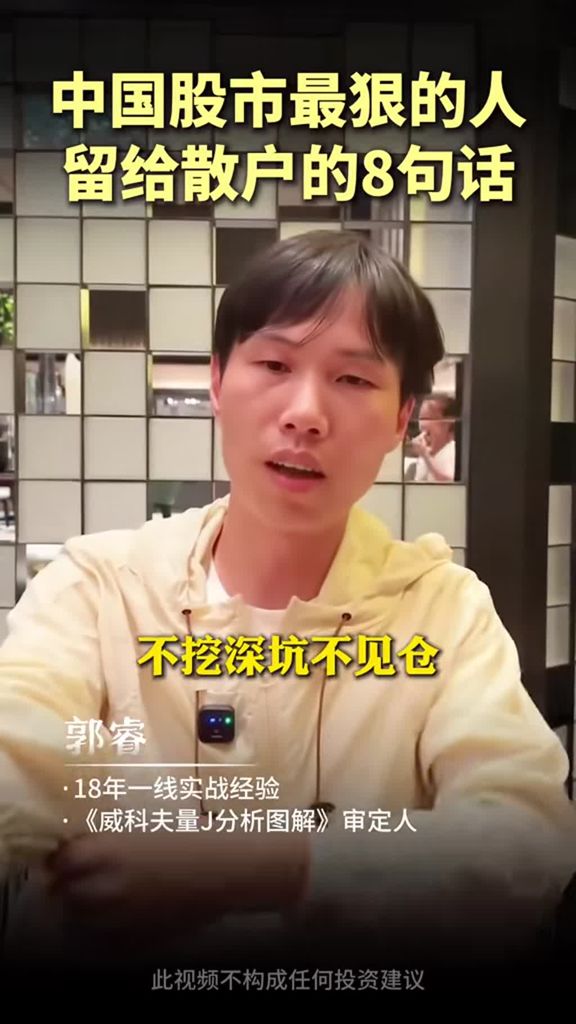 中国股市最狠的人
留给散户的8句话
不挖深坑不见仓
郭睿
·18年一线实战经验
·《威科夫量J分析图解》审定人
此视频不构成任何投资建议